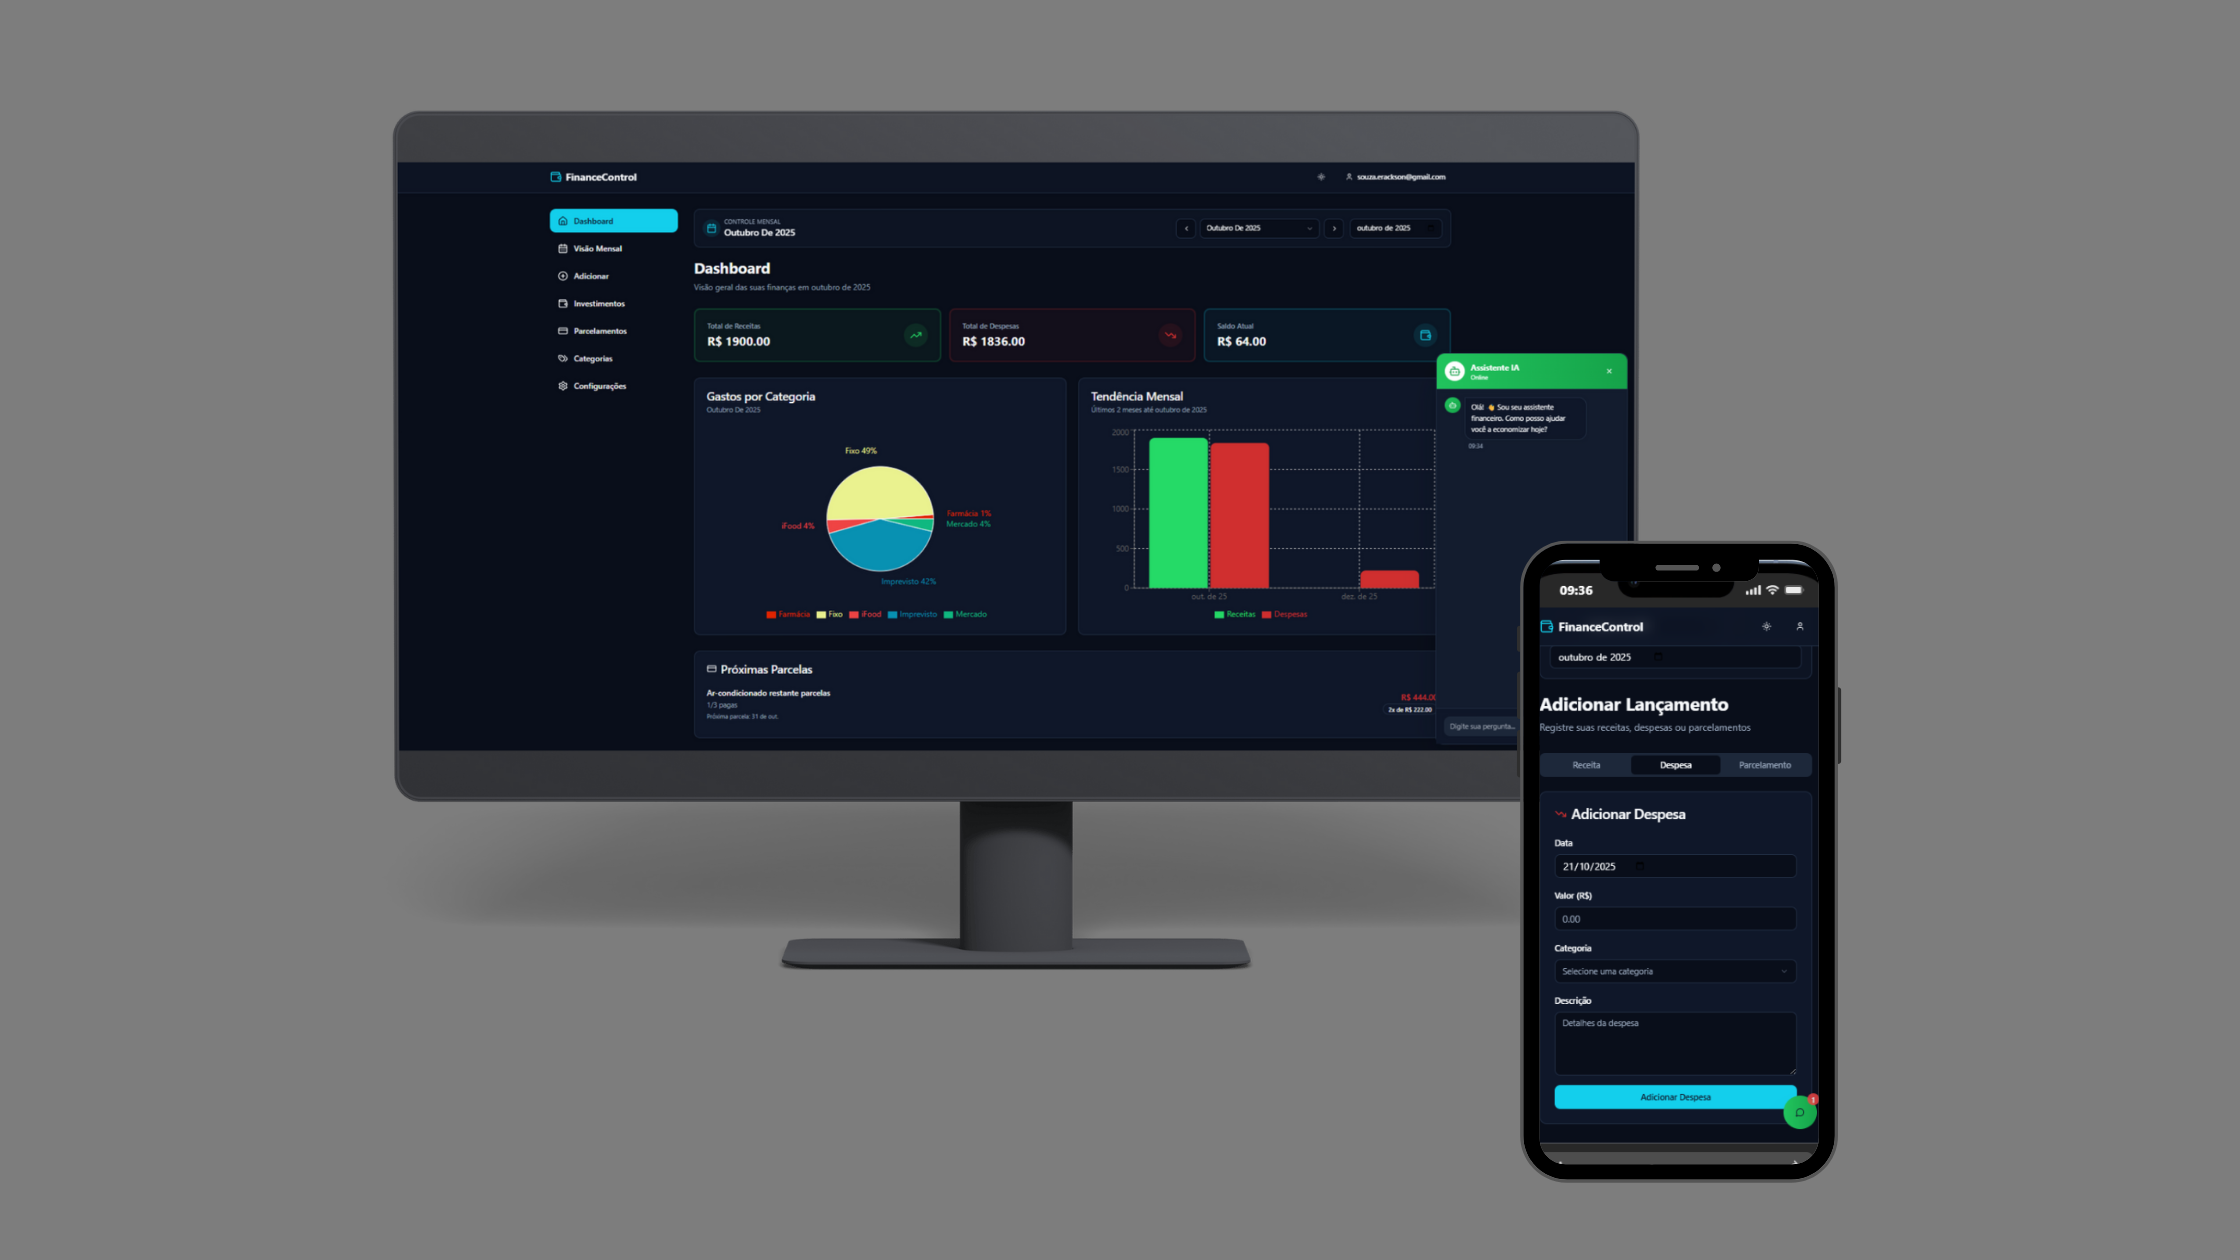 FinanceControl
souza.erackson@gmail.com
Dashboard
Visão Mensal
Adicionar
Investimentos
Parcelamentos
Categorias
Configurações
CONTROLE MENSAL
Outubro De 2025
Outubro De 2025
outubro de 2025
Dashboard
Visão geral das suas finanças em outubro de 2025
Total de Receitas
R$ 1900.00
Total de Despesas
R$ 1836.00
Saldo Atual
R$ 64.00
Gastos por Categoria
Outubro De 2025
Fixo 49%
Farmácia 1%
Mercado 4%
iFood 4%
Imprevisto 42%
Farmácia Fixo iFood Imprevisto Mercado
Tendência Mensal
Últimos 2 meses até outubro de 2025
2000
1500
1000
500
0
out. de 25 dez. de 25
Receitas Despesas
Próximas Parcelas
Ar-condicionado restante parcelas
1/3 pagas
Próxima parcela: 31 de out.
R$ 444.00
2x de R$ 222.00
Assistente IA
Online
Olá! 👋 Sou seu assistente
financeiro. Como posso ajudar
você a economizar hoje?
09:34
Digite sua pergunta...
09:36
FinanceControl
outubro de 2025
Adicionar Lançamento
Registre suas receitas, despesas ou parcelamentos
Receita Despesa Parcelamento
Adicionar Despesa
Data
21/10/2025
Valor (R$)
0.00
Categoria
Selecione uma categoria
Descrição
Detalhes da despesa
Adicionar Despesa
1